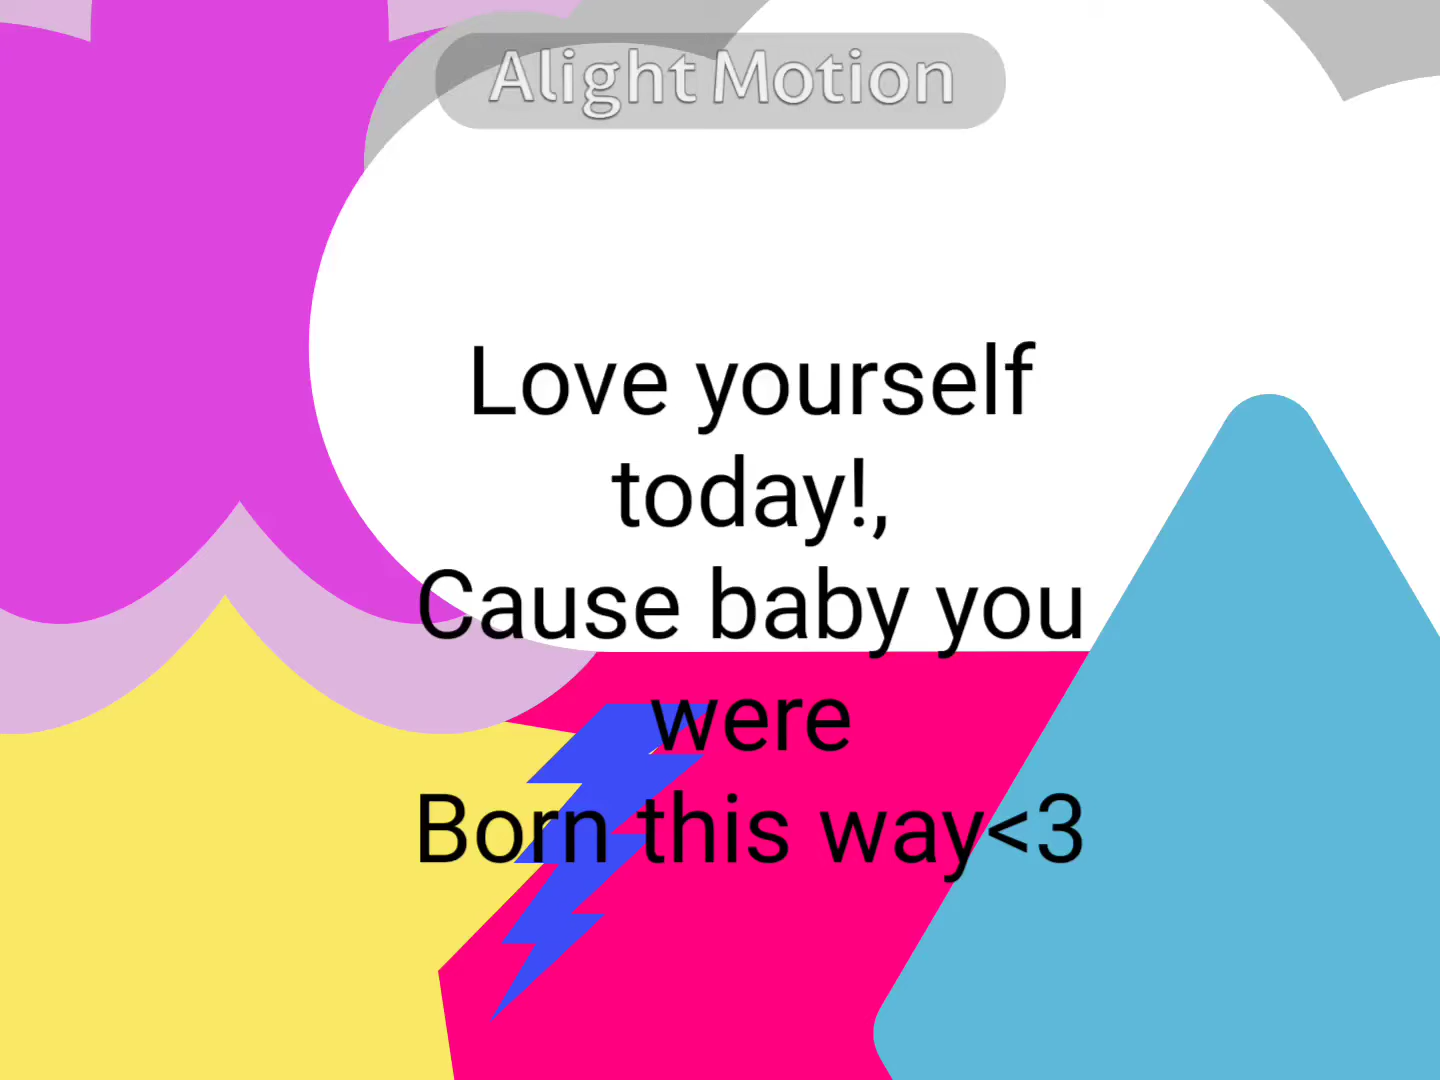 Alight Motion
Love yourself
today!,
Cause baby you
were
Born this way<3